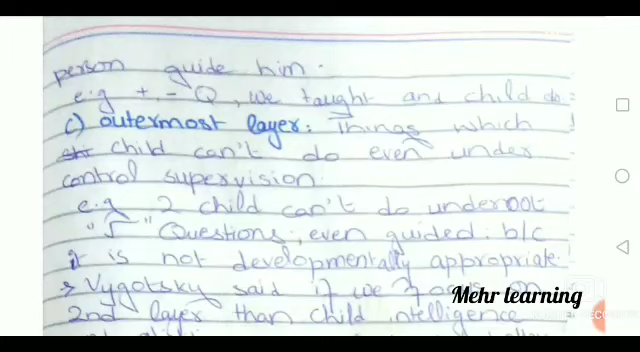 person guide him.
e.g +, - Q, we taught and child do
c) outermost layer: Things which
child can't do even under
control supervision.
e.g 2 child can't do underoot
"√" Questions, even guided. b/c
it is not developmentally appropriate.
→ Vygotsky said if we on
Mehr learning
2nd layer than child intelligence